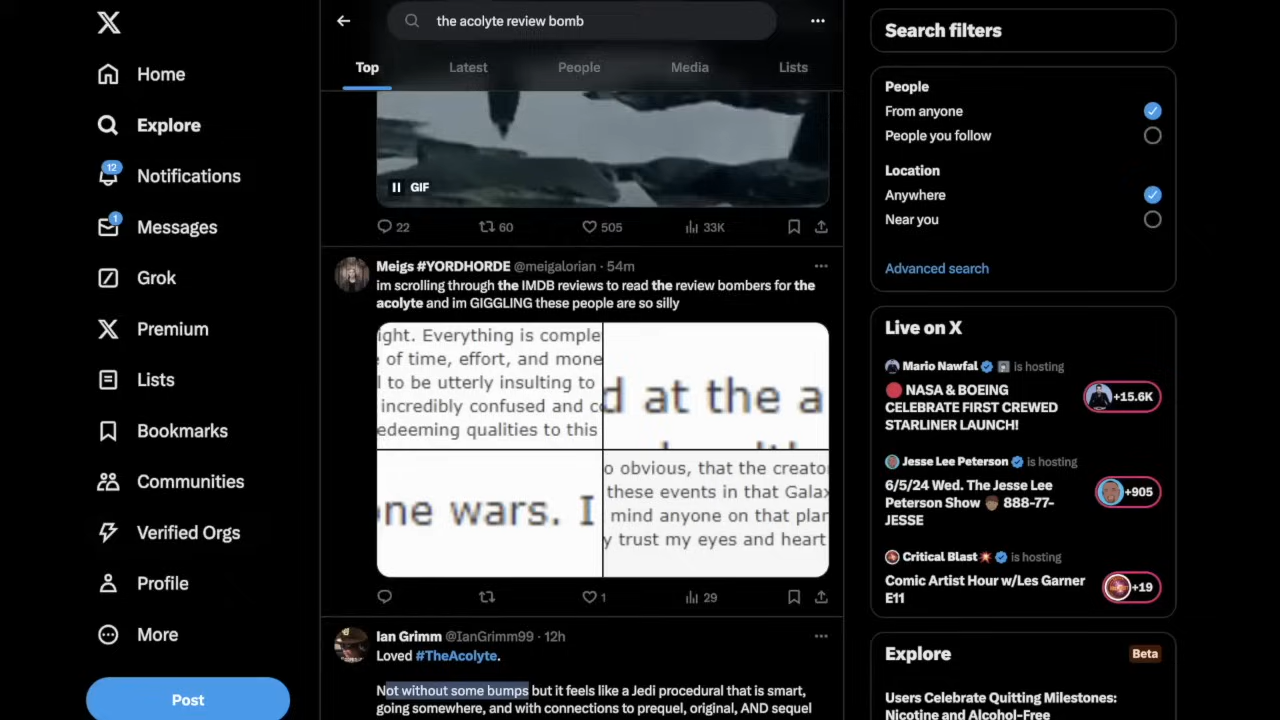 Home
Explore
12
Notifications
1
Messages
Grok
Premium
Lists
Bookmarks
Communities
Verified Orgs
Profile
More
Post
the acolyte review bomb
Top
Latest
People
Media
Lists
GIF
22
60
505
33K
Meigs #YORDHORDE @meigalorian · 54m
im scrolling through the IMDB reviews to read the review bombers for the
acolyte and im GIGGLING these people are so silly
ight. Everything is comple
of time, effort, and mone
l to be utterly insulting to
incredibly confused and co
edeeming qualities to this
d at the a
one wars. I
o obvious, that the creator
these events in that Galax
mind anyone on that plan
y trust my eyes and heart
1
29
Ian Grimm @IanGrimm99 · 12h
Loved #TheAcolyte.
Not without some bumps but it feels like a Jedi procedural that is smart,
going somewhere, and with connections to prequel, original, AND sequel
Search filters
People
From anyone
People you follow
Location
Anywhere
Near you
Advanced search
Live on X
Mario Nawfal is hosting
NASA & BOEING
CELEBRATE FIRST CREWED
STARLINER LAUNCH!
+15.6K
Jesse Lee Peterson is hosting
6/5/24 Wed. The Jesse Lee
Peterson Show 888-77-
JESSE
+905
Critical Blast is hosting
Comic Artist Hour w/Les Garner
E11
+19
Explore
Beta
Users Celebrate Quitting Milestones:
Nicotine and Alcohol-Free